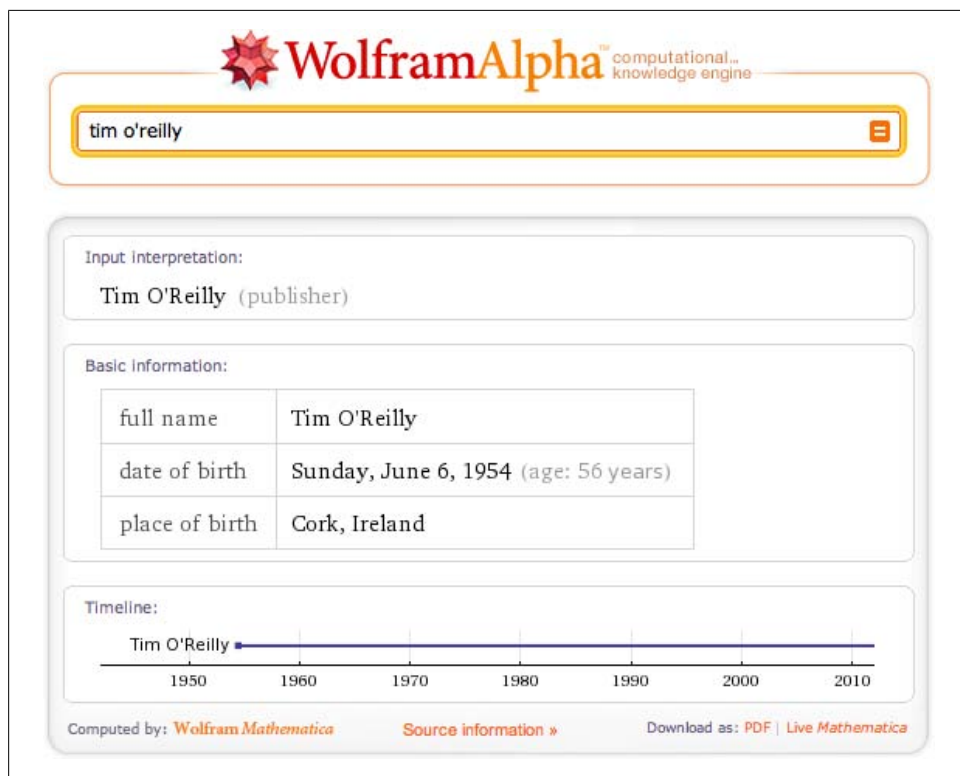 WolframAlpha™ computational... knowledge engine
tim o'reilly
Input interpretation:
Tim O'Reilly (publisher)
Basic information:
full name Tim O'Reilly
date of birth Sunday, June 6, 1954 (age: 56 years)
place of birth Cork, Ireland
Timeline:
Tim O'Reilly
1950 1960 1970 1980 1990 2000 2010
Computed by: Wolfram Mathematica Source information » Download as: PDF | Live Mathematica